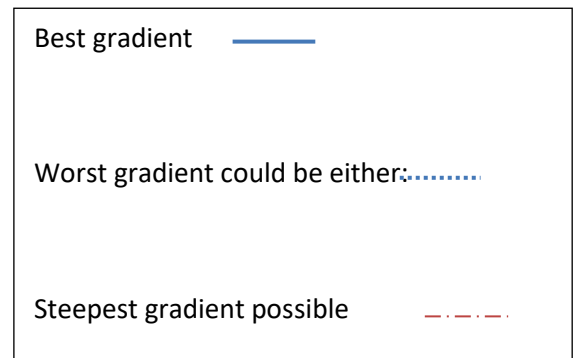 Best gradient
Worst gradient could be either:
Steepest gradient possible